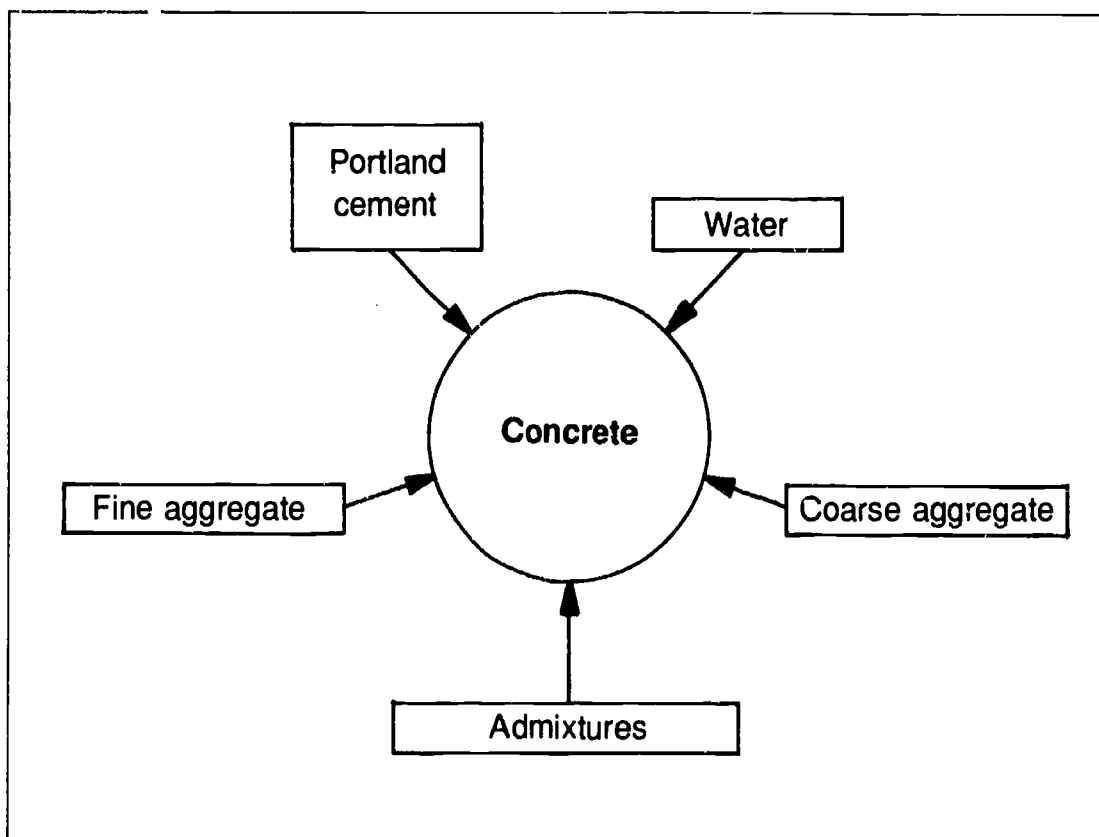 Portland
cement
Water
Concrete
Fine aggregate
Coarse aggregate
Admixtures